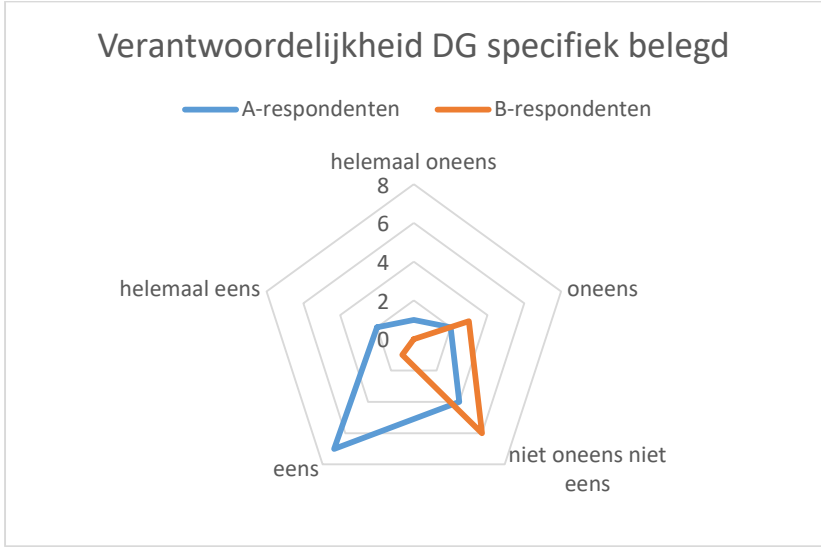 Verantwoordelijkheid DG specifiek belegd
A-respondenten B-respondenten
helemaal oneens
8
6
4
2
0
helemaal eens
oneens
eens
niet oneens niet
eens